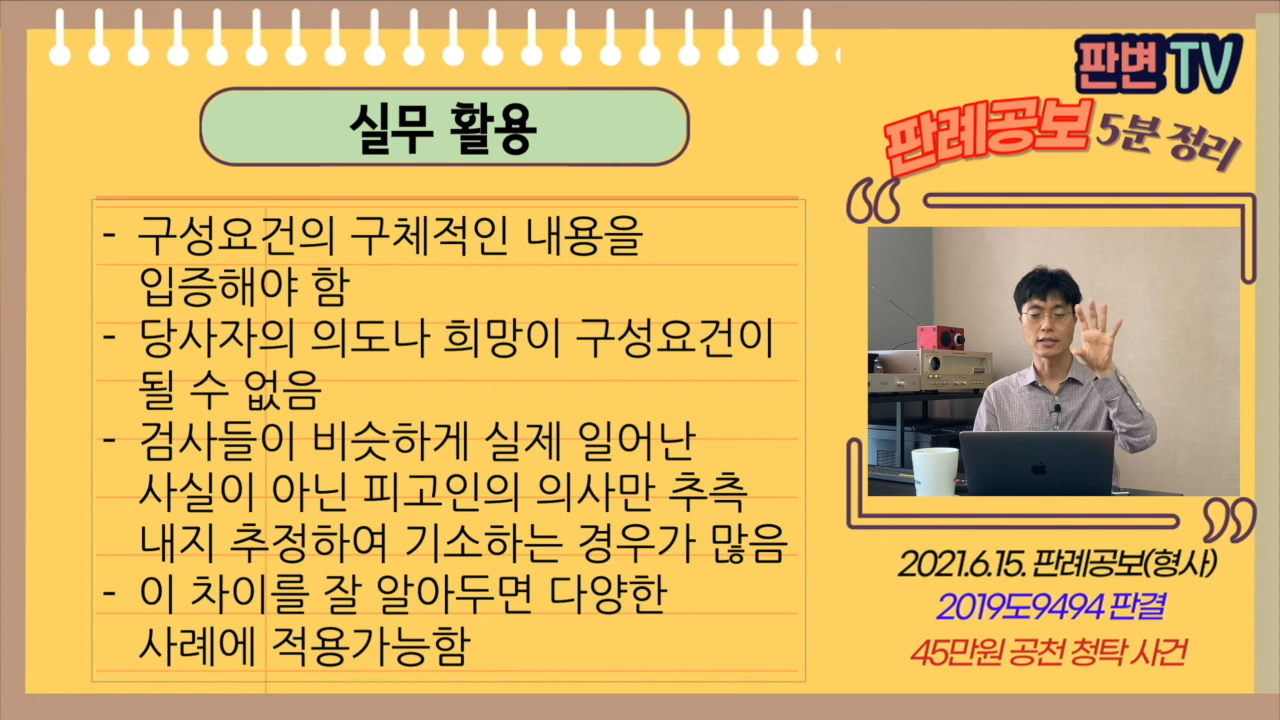 실무 활용
- 구성요건의 구체적인 내용을
입증해야 함
- 당사자의 의도나 희망이 구성요건이
될 수 없음
- 검사들이 비슷하게 실제 일어난
사실이 아닌 피고인의 의사만 추측
내지 추정하여 기소하는 경우가 많음
- 이 차이를 잘 알아두면 다양한
사례에 적용가능함
판변TV
판례공보 5분 정리
2021.6.15. 판례공보(형사)
2019도9494 판결
45만원 공천 청탁 사건